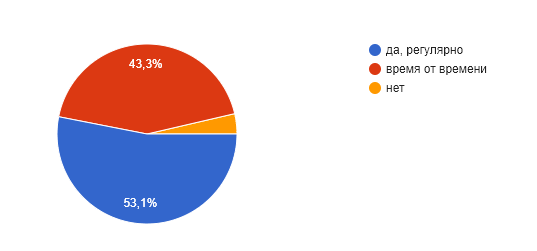 43,3%
53,1%
да, регулярно
время от времени
нет